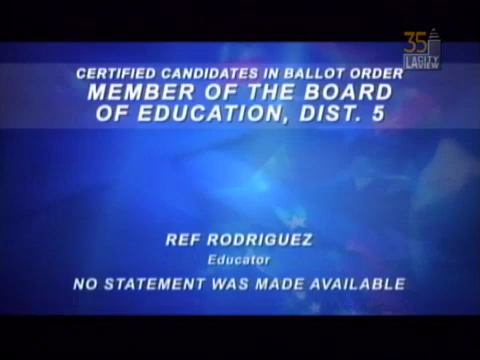 35
LA CITY
VIEW
CERTIFIED CANDIDATES IN BALLOT ORDER
MEMBER OF THE BOARD
OF EDUCATION, DIST. 5
REF RODRIGUEZ
Educator
NO STATEMENT WAS MADE AVAILABLE